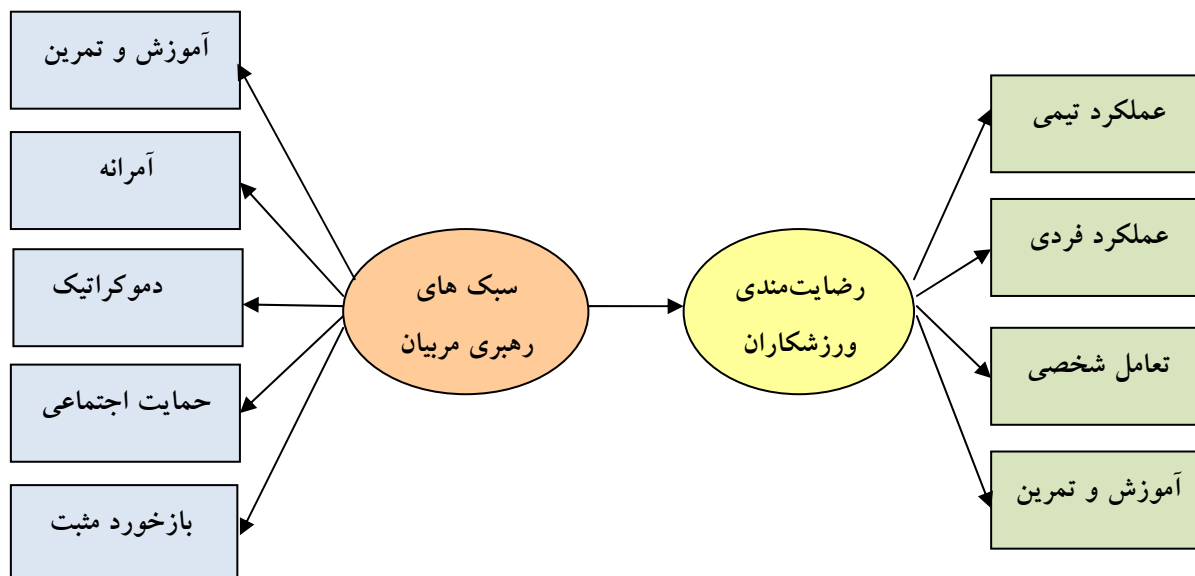 آموزش و تمرین
آمرانه
دموکراتیک
حمایت اجتماعی
بازخورد مثبت
سبک های
رهبری مربیان
رضایت‌مندی
ورزشکاران
عملکرد تیمی
عملکرد فردی
تعامل شخصی
آموزش و تمرین